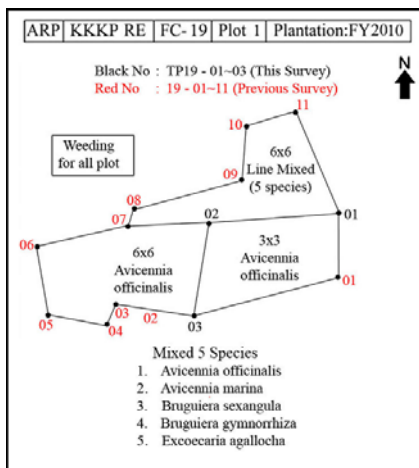 ARP KKKP RE FC-19 Plot 1 Plantation:FY2010
Black No : TP19 - 01~03 (This Survey)
Red No : 19 - 01~11 (Previous Survey)
N
11
10
Weeding
for all plot
6x6
Line Mixed
(5 species)
09
08
07
02
01
06
6x6
Avicennia
officinalis
3x3
Avicennia
officinalis
01
03
02
05
04
03
Mixed 5 Species
1. Avicennia officinalis
2. Avicennia marina
3. Bruguiera sexangula
4. Bruguiera gymnorrhiza
5. Excoecaria agallocha